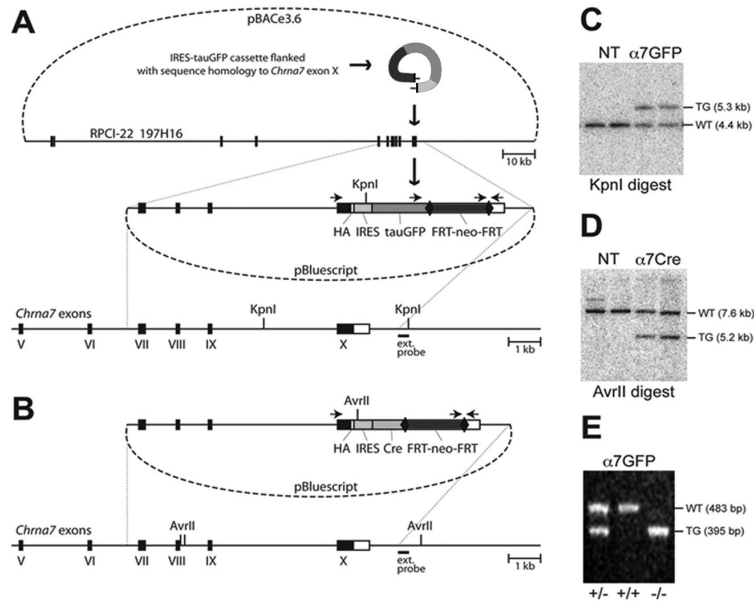 A
pBACe3.6
IRES-tauGFP cassette flanked
with sequence homology to Chrna7 exon X
RPCI-22 197H16
10 kb
KpnI
HA IRES tauGFP FRT-neo-FRT
pBluescript
Chrna7 exons
KpnI
KpnI
V VI VII VIII IX X
ext.
probe
1 kb
B
AvrII
HA IRES Cre FRT-neo-FRT
pBluescript
Chrna7 exons
AvrII
AvrII
V VI VII VIII IX X
ext.
probe
1 kb
C
NT α7GFP
TG (5.3 kb)
WT (4.4 kb)
KpnI digest
D
NT α7Cre
WT (7.6 kb)
TG (5.2 kb)
AvrII digest
E
α7GFP
WT (483 bp)
TG (395 bp)
+/- +/+ -/-